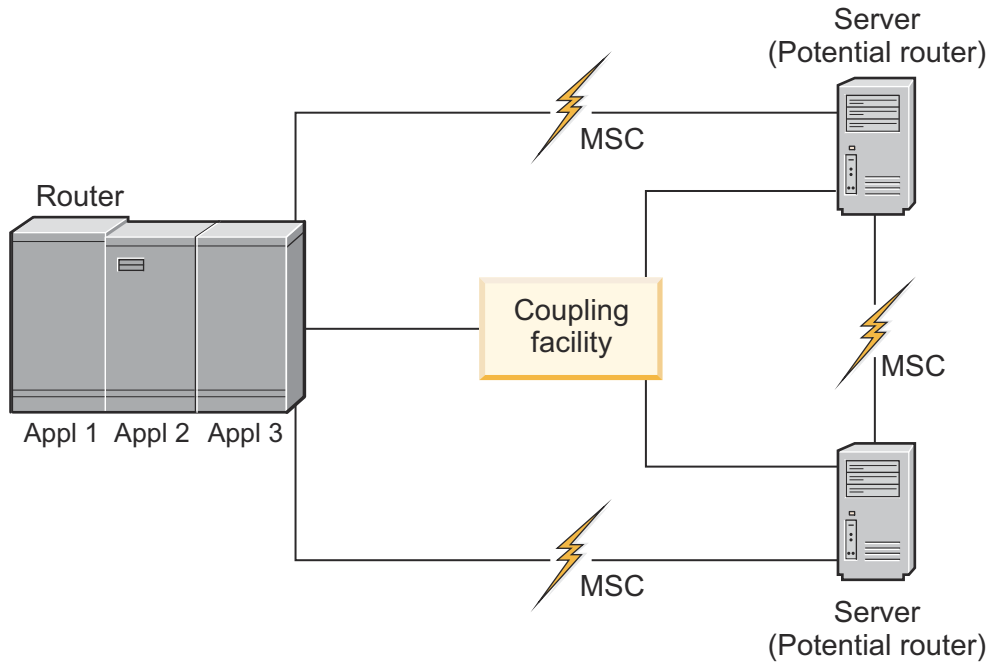 Server
(Potential router)
MSC
Router
Coupling
facility
MSC
Appl 1 Appl 2 Appl 3
MSC
Server
(Potential router)